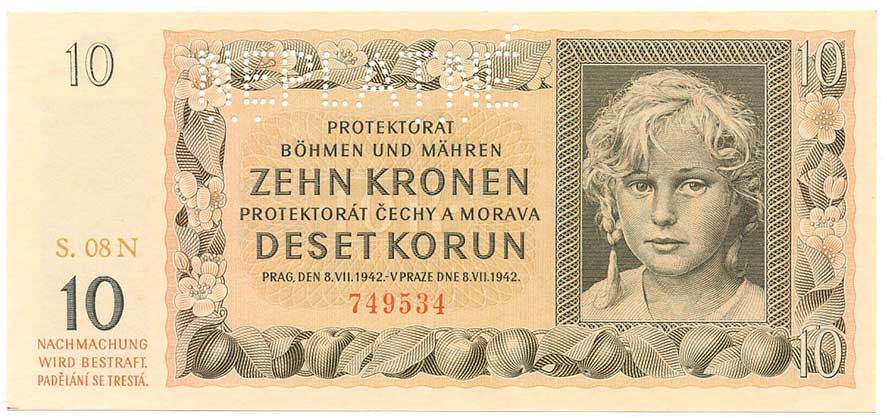 10
NEPLATNÉ
10
PROTEKTORAT
BÖHMEN UND MÄHREN
ZEHN KRONEN
PROTEKTORÁT ČECHY A MORAVA
DESET KORUN
PRAG, DEN 8. VII. 1942.-V PRAZE DNE 8. VII. 1942.
749534
S. 08 N
10
NACHMACHUNG
WIRD BESTRAFT.
PADĚLÁNÍ SE TRESTÁ.
10